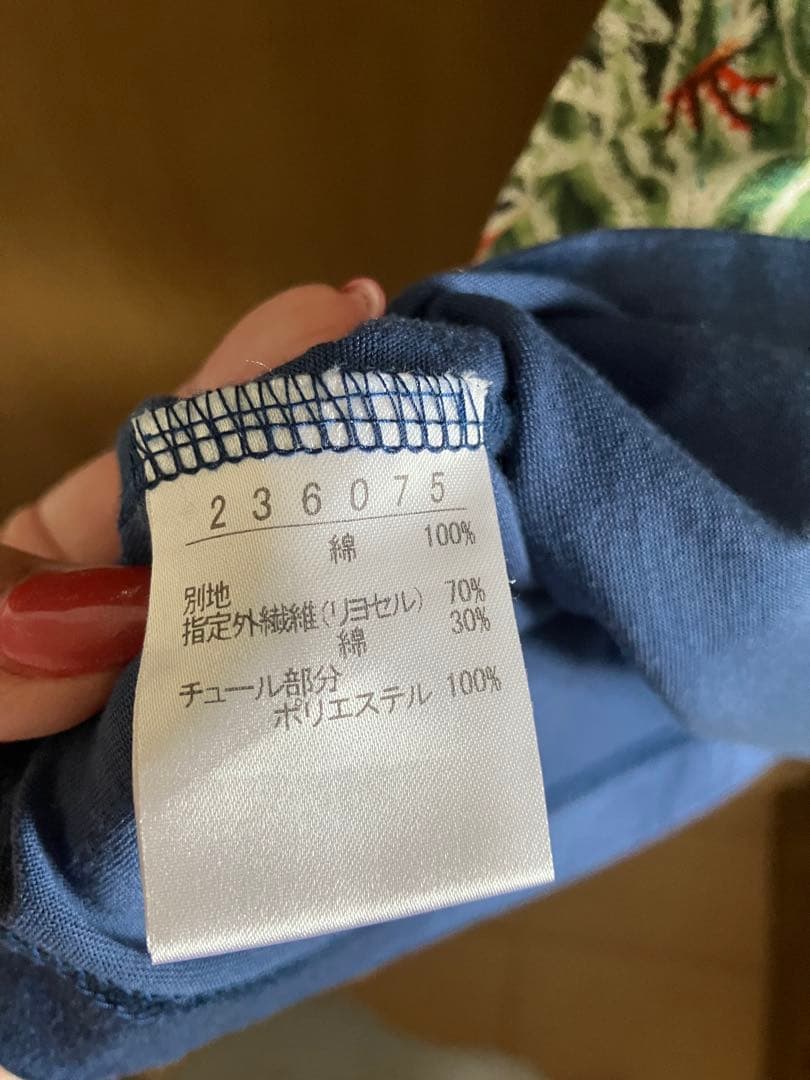 236075
綿 100%
別地
指定外繊維(リヨセル) 70%
綿 30%
チュール部分
ポリエステル 100%